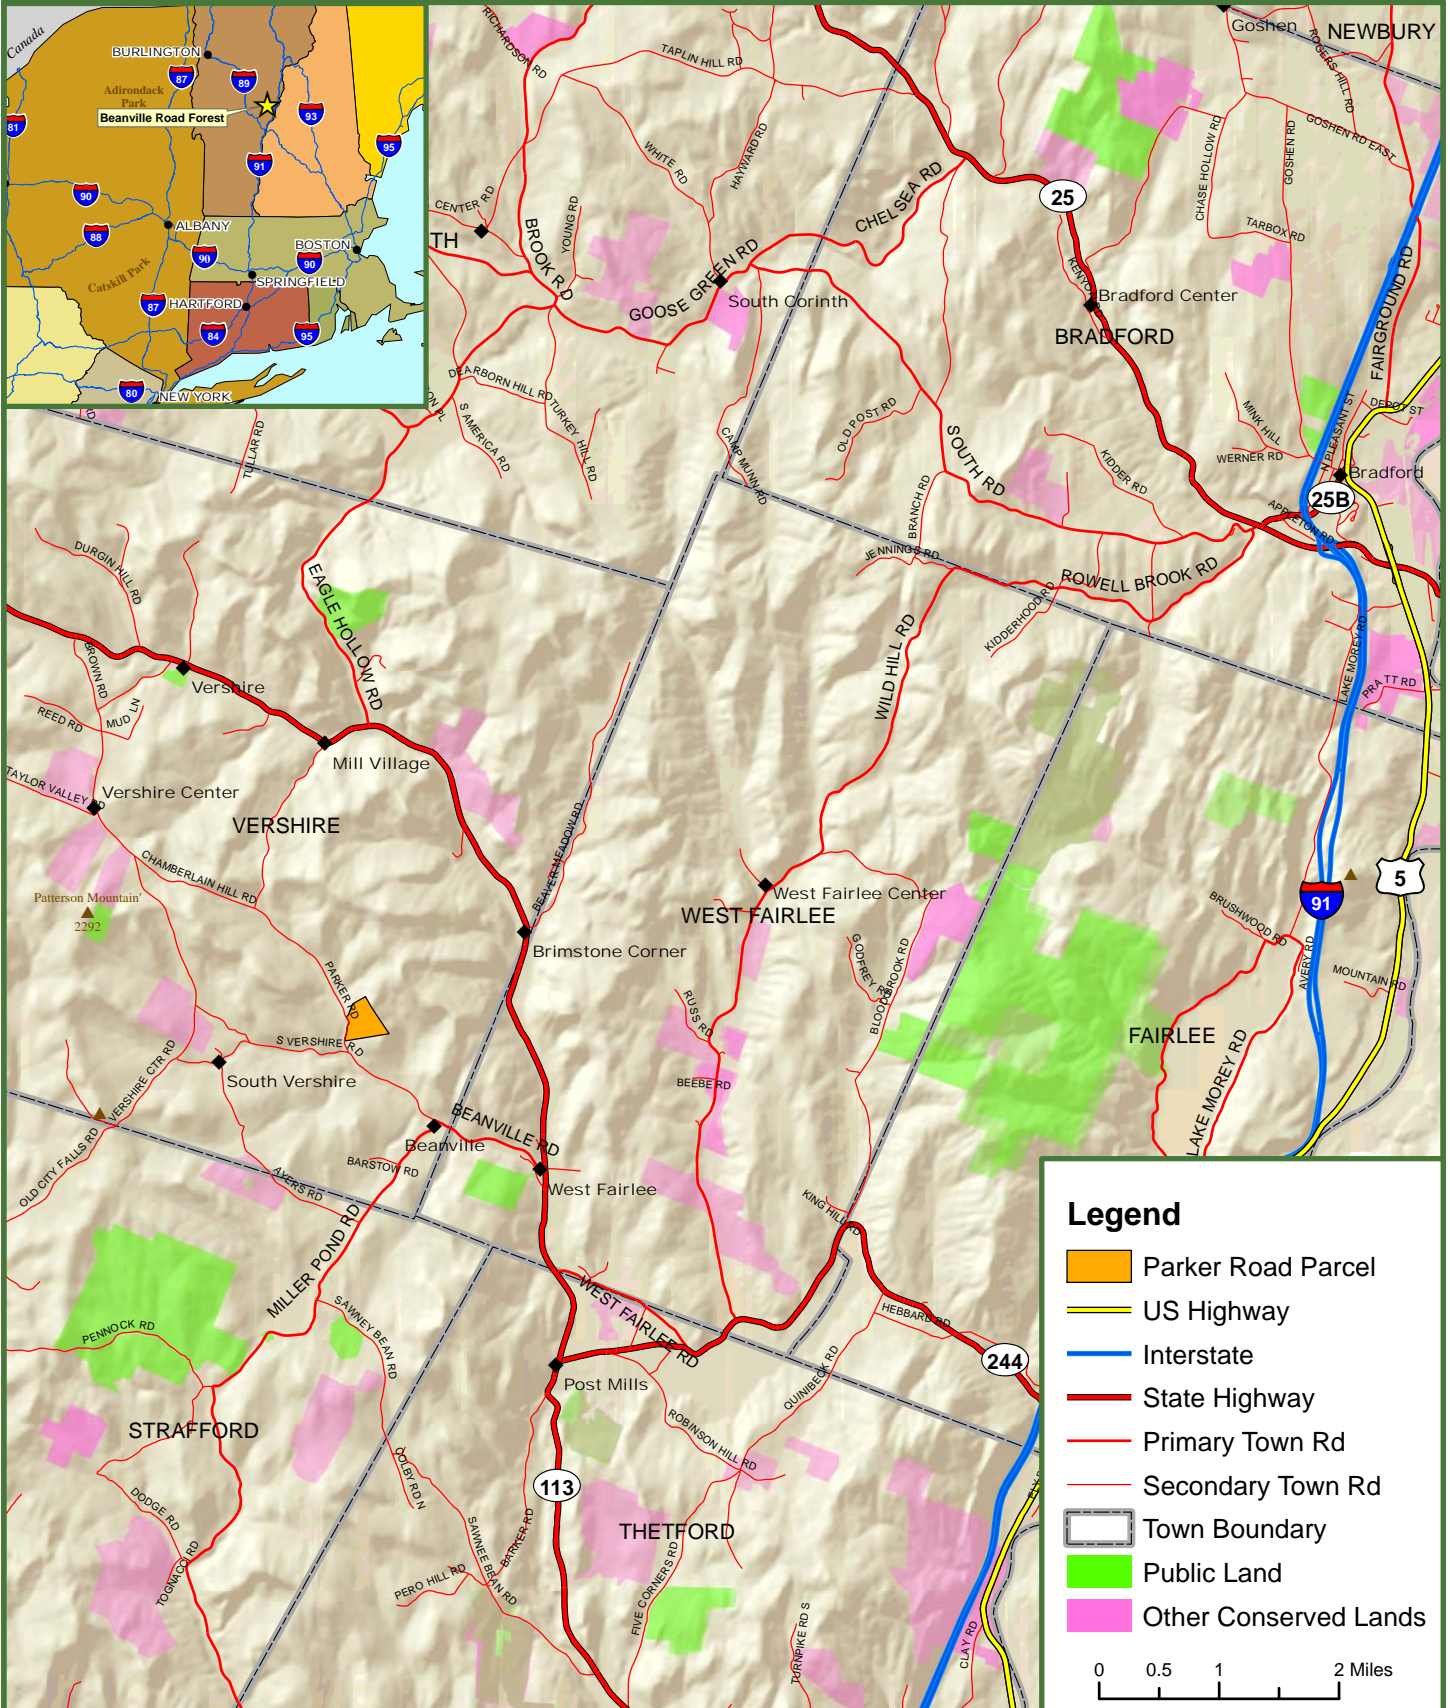 Canada
BURLINGTON
87
89
Adirondack
Park
Beanville Road Forest
93
81
95
91
90
ALBANY
88
BOSTON
90
90
SPRINGFIELD
Catskill Park
87
HARTFORD
84
95
80
NEW YORK
RICHARDSON RD
TAPLIN HILL RD
Goshen
NEWBURY
ROGERS HILL RD
GOSHEN RD EAST
GOSHEN RD
CHASE HOLLOW RD
HAYWARD RD
WHITE RD
CHELSEA RD
25
CENTER RD
YOUNG RD
TH
BROOK RD
TARBOX RD
FAIRGROUND RD
GOOSE GREEN RD
South Corinth
Bradford Center
BRADFORD
DEARBORN HILL RD
TURKEY HILL RD
S AMERICA RD
TULLAR RD
CAMP MUNN RD
OLD POST RD
SOUTH RD
KIDDER RD
MINK HILL
WERNER RD
N PLEASANT ST
DEPOT ST
Bradford
25B
APPLETON RD
BRANCH RD
JENNINGS RD
ROWELL BROOK RD
KIDDERHOOD RD
DURGIN HILL RD
EAGLE HOLLOW RD
WILD HILL RD
LAKE MOREY RD
PRATT RD
BROWN RD
Vershire
REED RD
MUD LN
Mill Village
TAYLOR VALLEY RD
Vershire Center
VERSHIRE
BEAVER MEADOW RD
CHAMBERLAIN HILL RD
Patterson Mountain'
2292
West Fairlee Center
WEST FAIRLEE
5
91
BRUSHWOOD RD
Brimstone Corner
GODFREY RD
BLOOD BROOK RD
AVERY RD
MOUNTAIN RD
PARKER RD
RUSS RD
FAIRLEE
S VERSHIRE RD
VERSHIRE CTR RD
South Vershire
BEEBE RD
LAKE MOREY RD
BEANVILLE RD
Beanville
BARSTOW RD
OLD CITY FALLS RD
AYERS RD
West Fairlee
KING HILL RD
MILLER POND RD
WEST FAIRLEE RD
HEBBARD RD
SAWNEY BEAN RD
PENNOCK RD
244
Post Mills
QUINIBECK RD
STRAFFORD
ROBINSON HILL RD
COLBY RD N
113
DODGE RD
THETFORD
SAWNEE BEAN RD
BARKER RD
TOGNACCI RD
PERO HILL RD
FIVE CORNERS RD
TURNPIKE RD S
CLAY RD
Legend
Parker Road Parcel
US Highway
Interstate
State Highway
Primary Town Rd
Secondary Town Rd
Town Boundary
Public Land
Other Conserved Lands
0 0.5 1 2 Miles